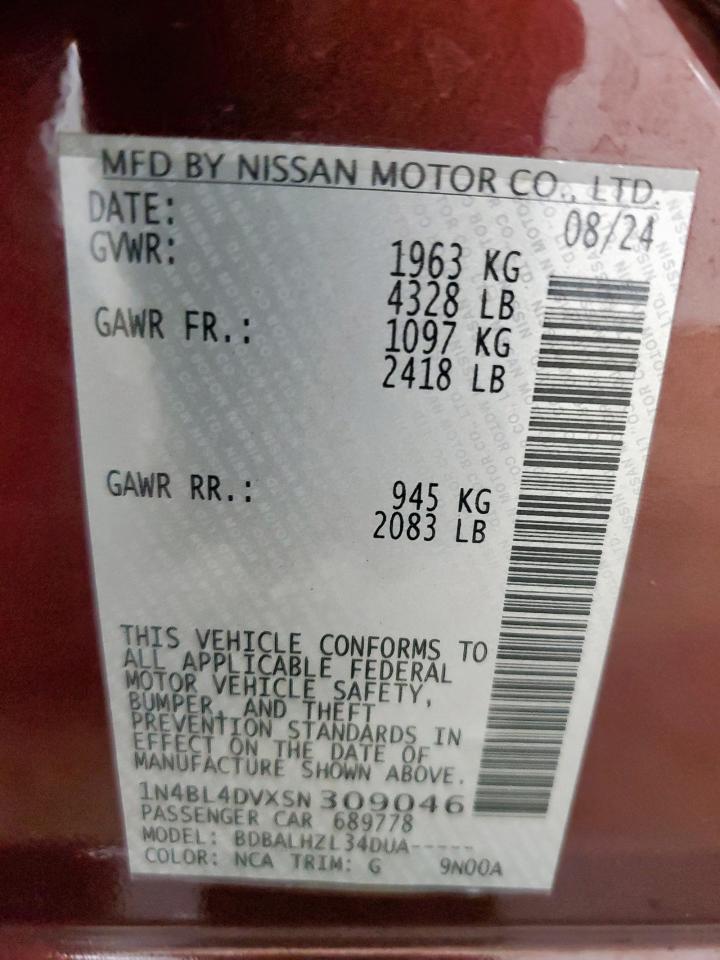 MFD BY NISSAN MOTOR CO., LTD.
DATE: 08/24
GVWR: 1963 KG
4328 LB
GAWR FR.: 1097 KG
2418 LB
GAWR RR.: 945 KG
2083 LB
THIS VEHICLE CONFORMS TO
ALL APPLICABLE FEDERAL
MOTOR VEHICLE SAFETY,
BUMPER, AND THEFT
PREVENTION STANDARDS IN
EFFECT ON THE DATE OF
MANUFACTURE SHOWN ABOVE.
1N4BL4DVXSN 309046
PASSENGER CAR 689778
MODEL: BDBALHZL34DUA-----
COLOR: NCA TRIM: G 9N00A